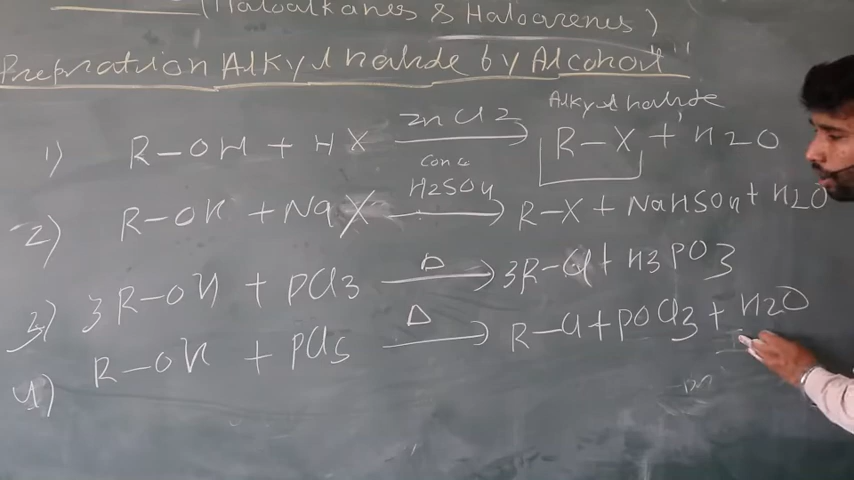 (Haloalkanes & Haloarenes)
Prepration Alkyl halide by Alcohol"
Alkyl halide
1) R-OH + HX ZnCl2 → R-X + H2O
Conc
H2SO4
2) R-OH + NaX → R-X + NaHSO4 + H2O
3) 3R-OH + PCl3 Δ → 3R-Cl + H3PO3
4) R-OH + PCl5 Δ → R-Cl + POCl3 + H2O